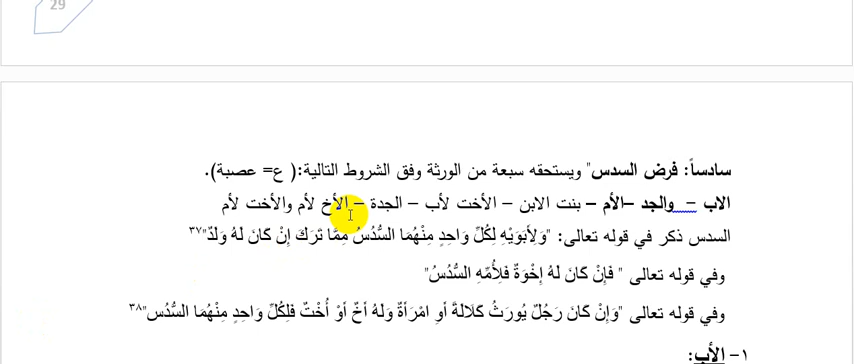 29
سادساً: فرض السدس" ويستحقه سبعة من الورثة وفق الشروط التالية:( ع= عصبة).
الاب – والجد –الأم – بنت الابن – الأخت لأب – الجدة – الأخ لأم والأخت لأم
السدس ذكر في قوله تعالى: "وَلِأَبَوَيْهِ لِكُلِّ وَاحِدٍ مِنْهُمَا السُّدُسُ مِمَّا تَرَكَ إِنْ كَانَ لَهُ وَلَدٌ"٣٧
وفي قوله تعالى " فَإِنْ كَانَ لَهُ إِخْوَةٌ فَلِأُمِّهِ السُّدُسُ"
وفي قوله تعالى "وَإِنْ كَانَ رَجُلٌ يُورَثُ كَلَالَةً أَوِ امْرَأَةٌ وَلَهُ أَخٌ أَوْ أُخْتٌ فَلِكُلِّ وَاحِدٍ مِنْهُمَا السُّدُس"٣٨
١– الأب: